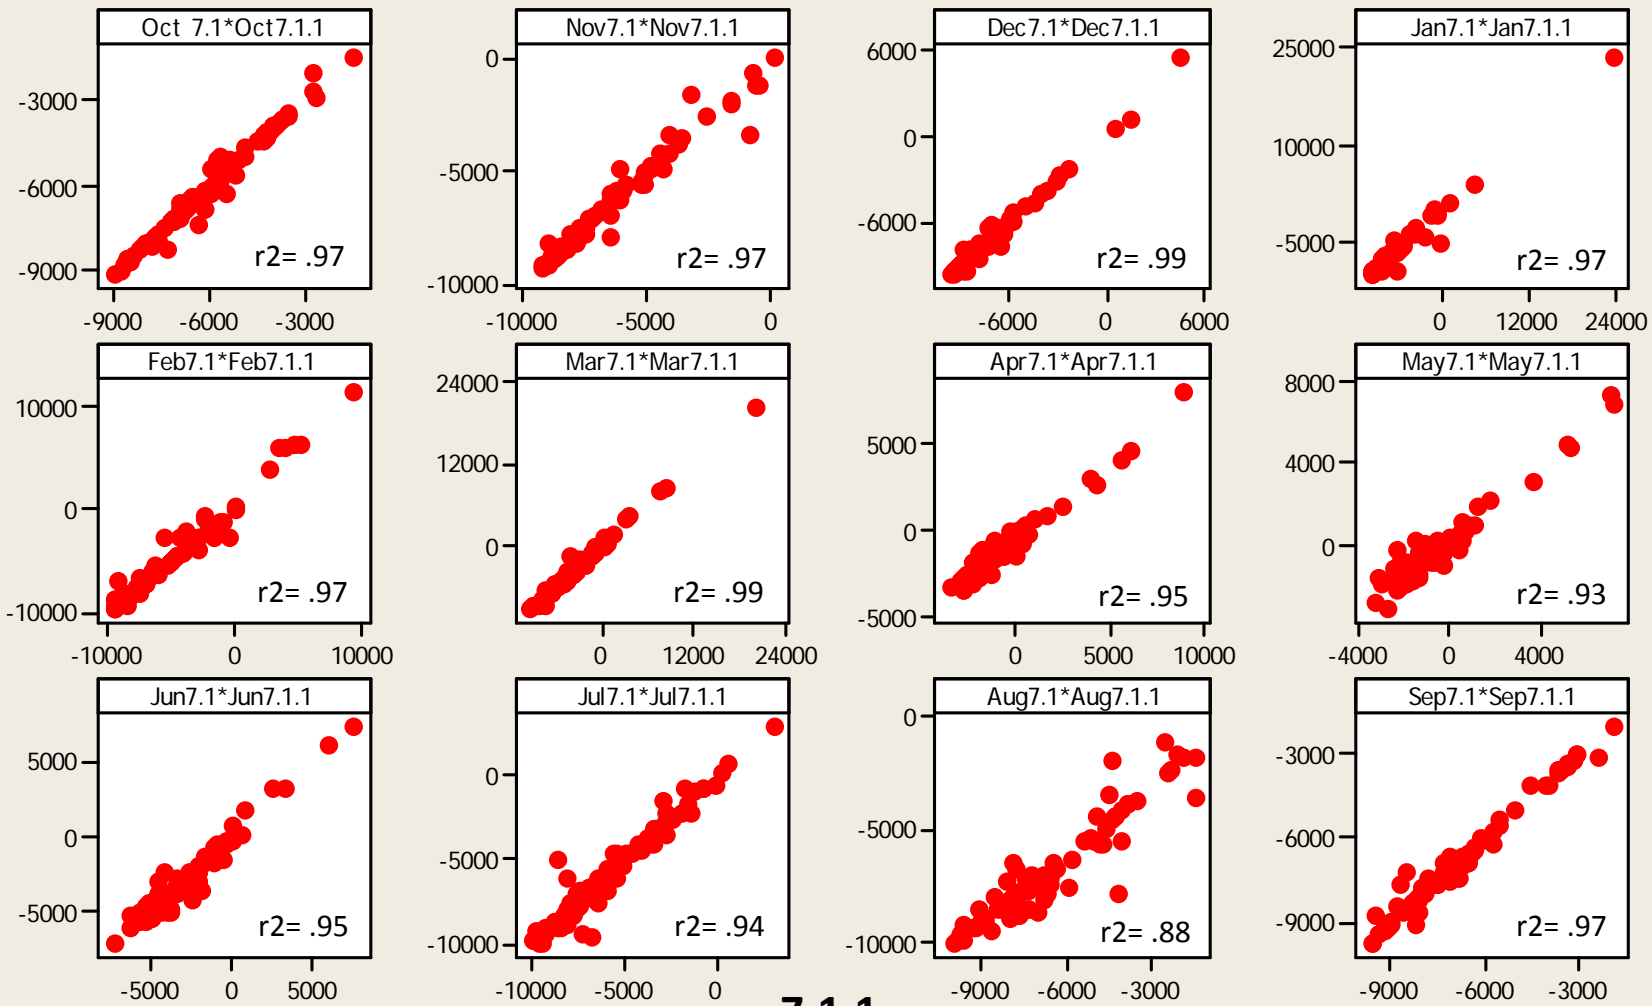 Oct 7.1*Oct7.1.1
-3000
-6000
-9000
r2= .97
-9000 -6000 -3000
Nov7.1*Nov7.1.1
0
-5000
-10000
r2= .97
-10000 -5000 0
Dec7.1*Dec7.1.1
6000
0
-6000
r2= .99
-6000 0 6000
Jan7.1*Jan7.1.1
25000
10000
-5000
r2= .97
0 12000 24000
Feb7.1*Feb7.1.1
10000
0
-10000
r2= .97
-10000 0 10000
Mar7.1*Mar7.1.1
24000
12000
0
r2= .99
0 12000 24000
Apr7.1*Apr7.1.1
5000
0
-5000
r2= .95
0 5000 10000
May7.1*May7.1.1
8000
4000
0
r2= .93
-4000 0 4000
Jun7.1*Jun7.1.1
5000
0
-5000
r2= .95
-5000 0 5000
Jul7.1*Jul7.1.1
0
-5000
-10000
r2= .94
-10000 -5000 0
Aug7.1*Aug7.1.1
0
-5000
-10000
r2= .88
-9000 -6000 -3000
Sep7.1*Sep7.1.1
-3000
-6000
-9000
r2= .97
-9000 -6000 -3000
7.1.1